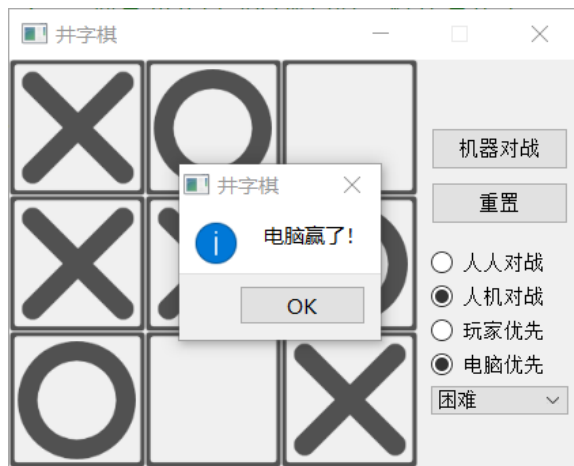 井字棋
机器对战
井字棋
电脑赢了!
重置
人人对战
人机对战
OK
玩家优先
电脑优先
困难